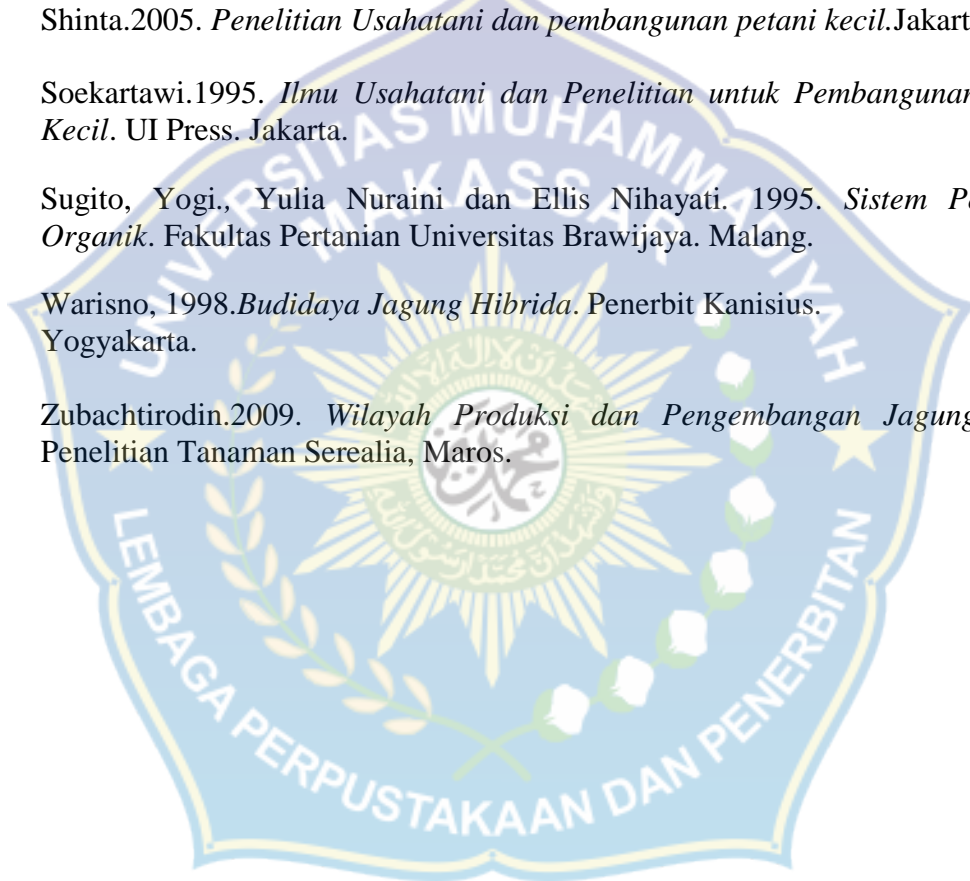 Shinta.2005. Penelitian Usahatani dan pembangunan petani kecil.Jakart
Soekartawi.1995. Ilmu Usahatani dan Penelitian untuk Pembangunan
Kecil. UI Press. Jakarta.
Sugito, Yogi., Yulia Nuraini dan Ellis Nihayati. 1995. Sistem Pe
Organik. Fakultas Pertanian Universitas Brawijaya. Malang.
Warisno, 1998.Budidaya Jagung Hibrida. Penerbit Kanisius.
Yogyakarta.
Zubachtirodin.2009. Wilayah Produksi dan Pengembangan Jagung
Penelitian Tanaman Serealia, Maros.
UNIVERSITAS MUHAMMADIYAH
MAKASSAR
محمد
LEMBAGA PERPUSTAKAAN DAN PENERBITAN